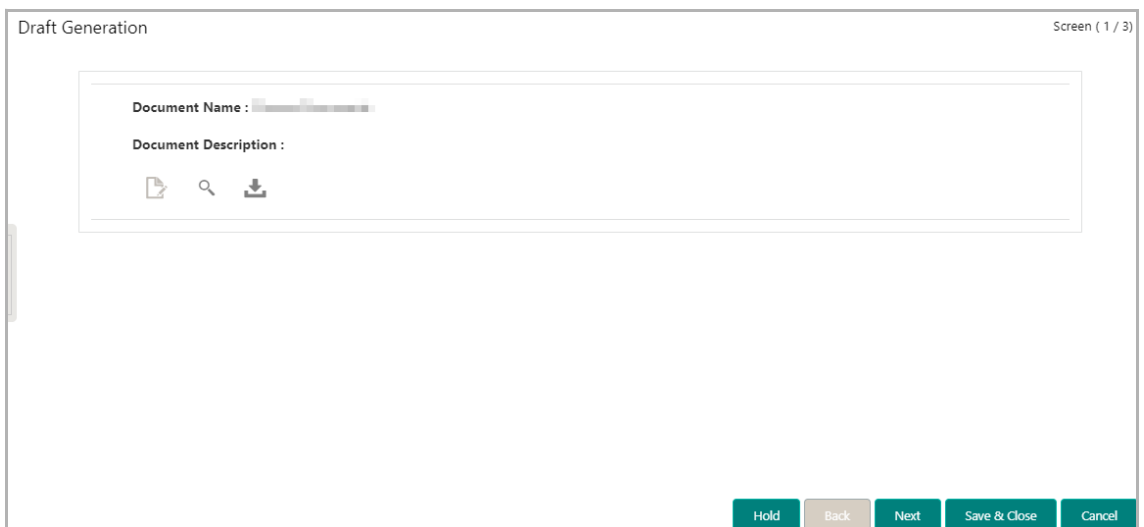 Draft Generation
Screen ( 1 / 3)
Document Name :
Document Description :
Hold Back Next Save & Close Cancel